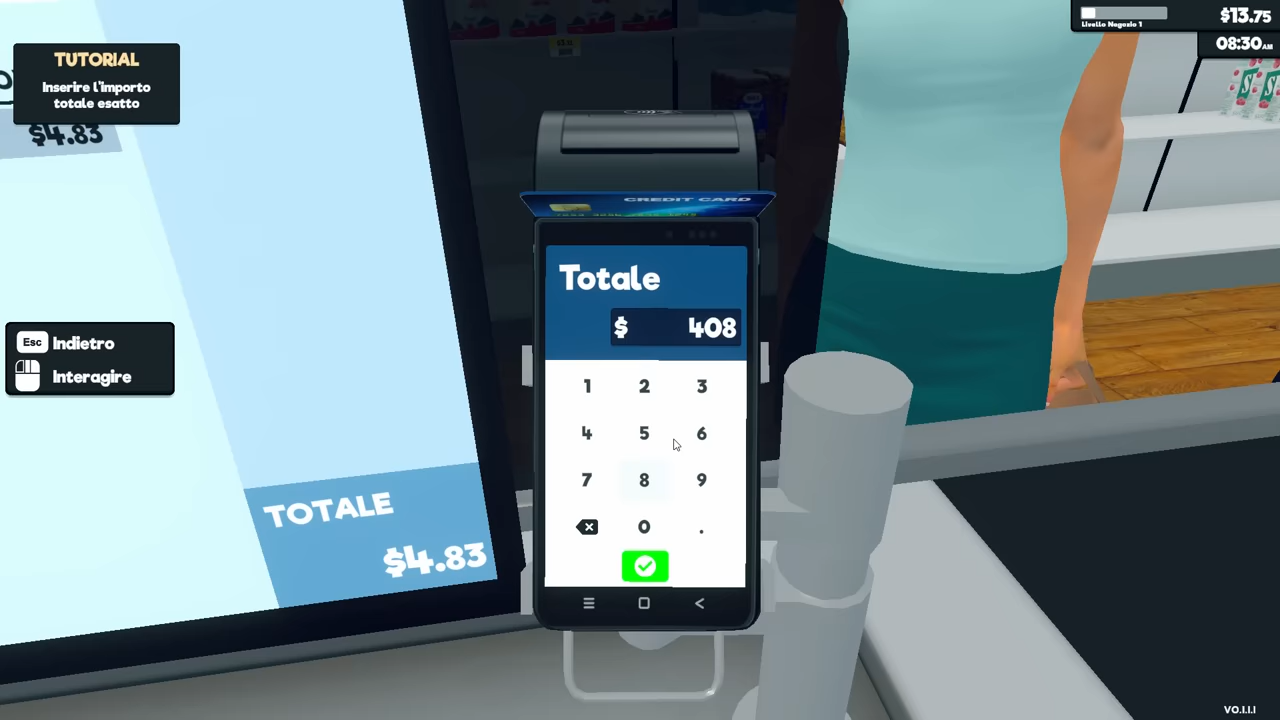 TUTORIAL
Inserire l'importo
totale esatto
$4.83
Esc Indietro
Interagire
TOTALE
$4.83
CREDIT CARD
Totale
$ 408
1 2 3
4 5 6
7 8 9
0 .
Livello Negozio 1
$13.75
08:30AM
V0.1.1.1